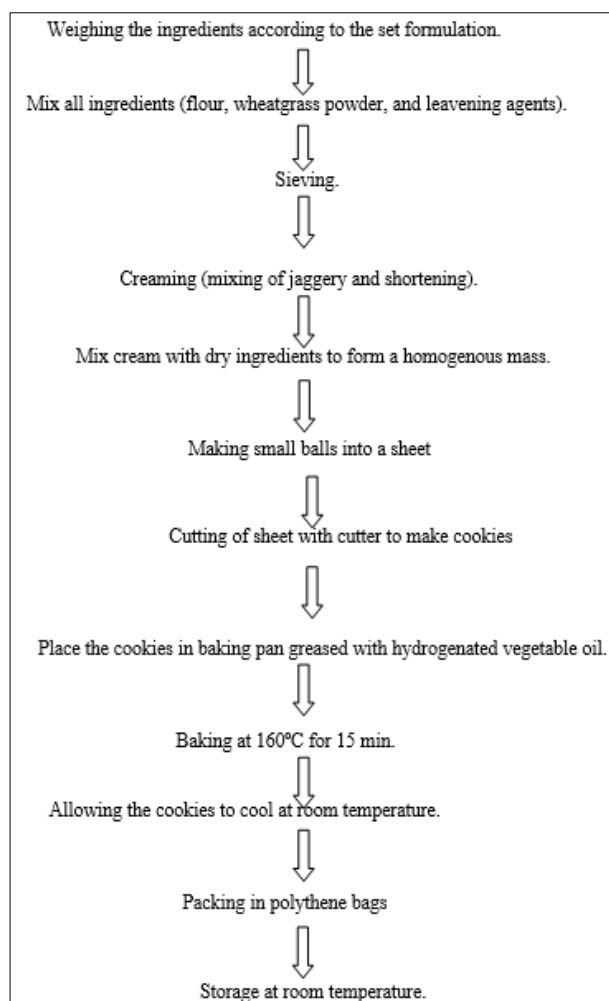 Weighing the ingredients according to the set formulation.
Mix all ingredients (flour, wheatgrass powder, and leavening agents).
Sieving.
Creaming (mixing of jaggery and shortening).
Mix cream with dry ingredients to form a homogenous mass.
Making small balls into a sheet
Cutting of sheet with cutter to make cookies
Place the cookies in baking pan greased with hydrogenated vegetable oil.
Baking at 160°C for 15 min.
Allowing the cookies to cool at room temperature.
Packing in polythene bags
Storage at room temperature.